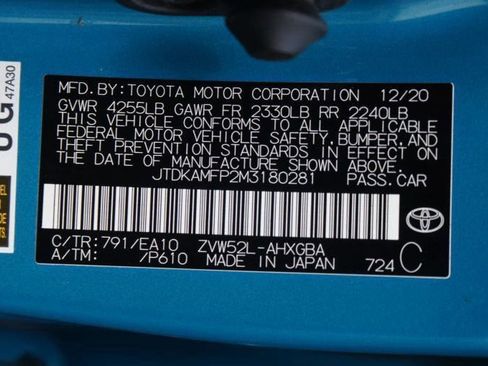 MFD.BY:TOYOTA MOTOR CORPORATION 12/20
GVWR 4255LB GAWR FR 2330LB RR 2240LB
THIS VEHICLE CONFORMS TO ALL APPLICABLE
FEDERAL MOTOR VEHICLE SAFETY,BUMPER,AND
THEFT PREVENTION STANDARDS IN EFFECT ON
THE DATE OF MANUFACTURE SHOWN ABOVE.
JTDKAMFP2M3180281 PASS.CAR
C/TR:791/EA10 ZVW52L-AHXGBA
A/TM: /P610 MADE IN JAPAN 724 C
47A30